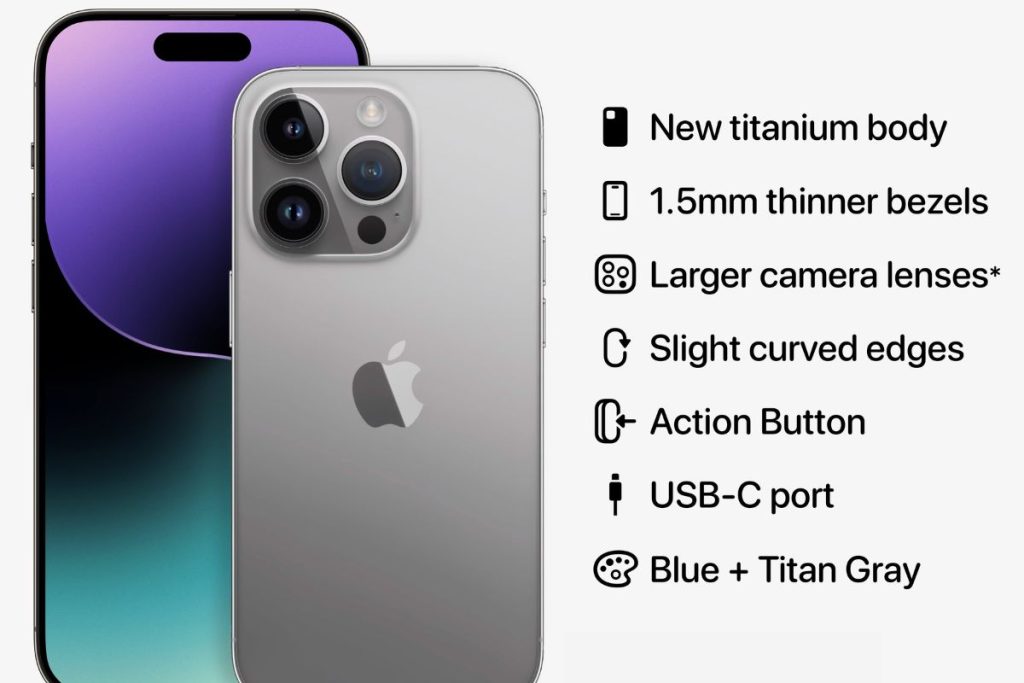 New titanium body
1.5mm thinner bezels
Larger camera lenses*
Slight curved edges
Action Button
USB-C port
Blue + Titan Gray